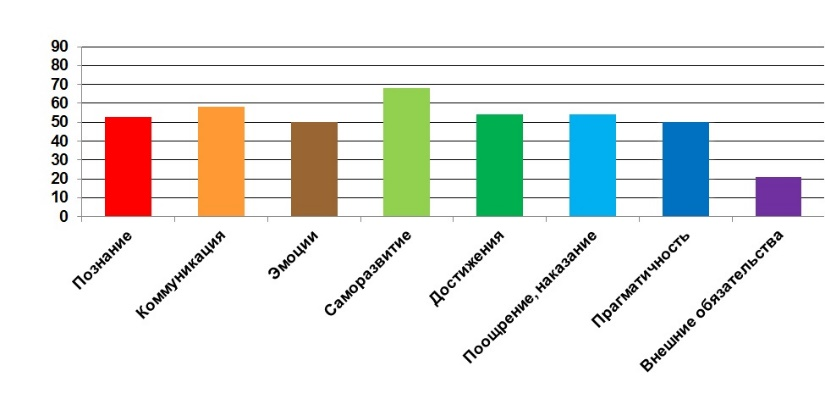 90
80
70
60
50
40
30
20
10
0
Познание
Коммуникация
Эмоции
Саморазвитие
Достижения
Поощрение, наказание
Прагматичность
Внешние обязательства